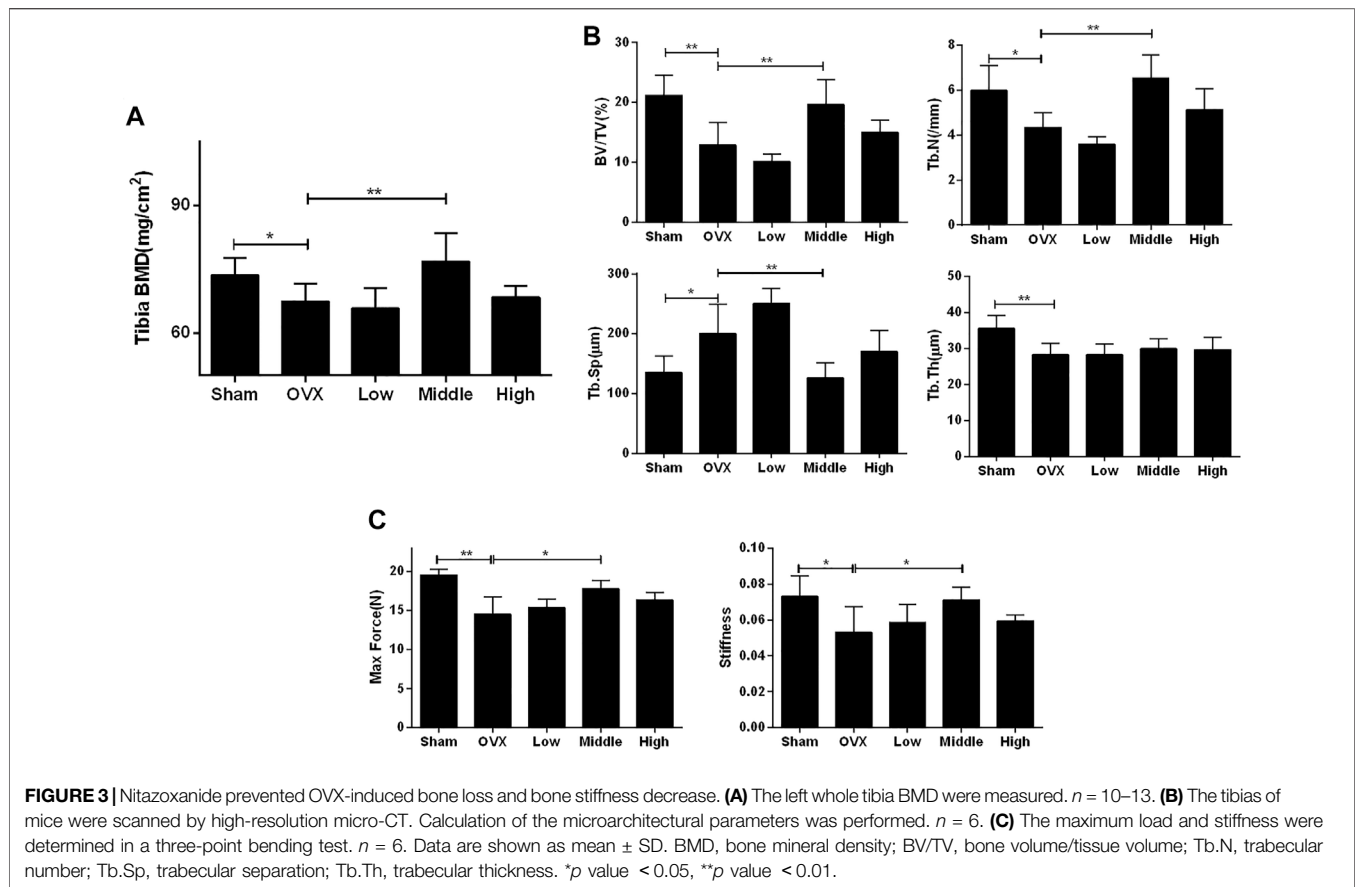 A
Tibia BMD(mg/cm²)
90
60
*
**
Sham OVX Low Middle High
B
BV/TV(%)
30
20
10
0
**
**
Sham OVX Low Middle High
Tb.N(/mm)
8
6
4
2
0
*
**
Sham OVX Low Middle High
Tb.Sp(μm)
300
200
100
0
*
**
Sham OVX Low Middle High
Tb.Th(μm)
50
40
30
20
10
0
**
Sham OVX Low Middle High
C
Max Force(N)
20
15
10
5
0
**
*
Sham OVX Low Middle High
Stiffness
0.10
0.08
0.06
0.04
0.02
0.00
*
*
Sham OVX Low Middle High
FIGURE 3 | Nitazoxanide prevented OVX-induced bone loss and bone stiffness decrease. (A) The left whole tibia BMD were measured. n = 10–13. (B) The tibias of
mice were scanned by high-resolution micro-CT. Calculation of the microarchitectural parameters was performed. n = 6. (C) The maximum load and stiffness were
determined in a three-point bending test. n = 6. Data are shown as mean ± SD. BMD, bone mineral density; BV/TV, bone volume/tissue volume; Tb.N, trabecular
number; Tb.Sp, trabecular separation; Tb.Th, trabecular thickness. *p value < 0.05, **p value < 0.01.